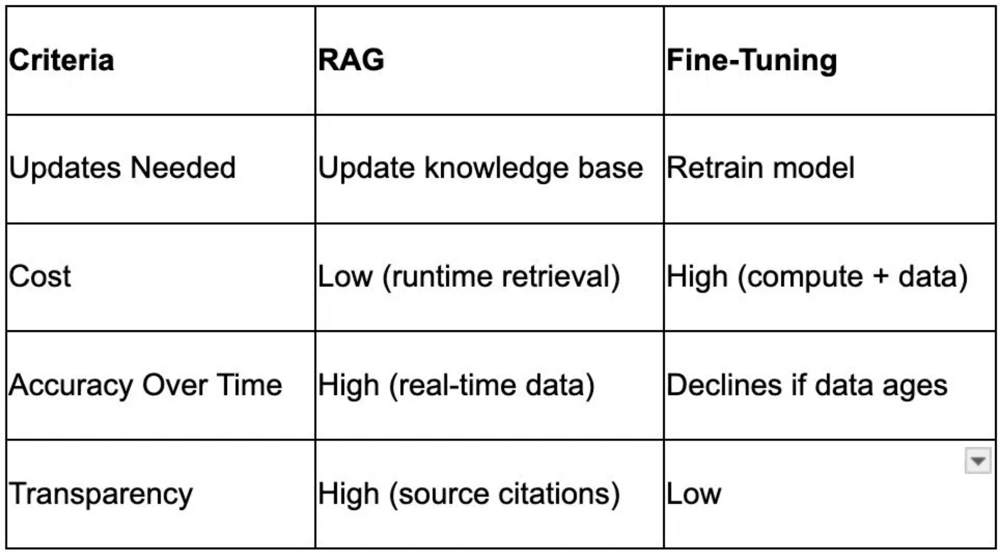 Criteria RAG Fine-Tuning
Updates Needed Update knowledge base Retrain model
Cost Low (runtime retrieval) High (compute + data)
Accuracy Over Time High (real-time data) Declines if data ages
Transparency High (source citations) Low